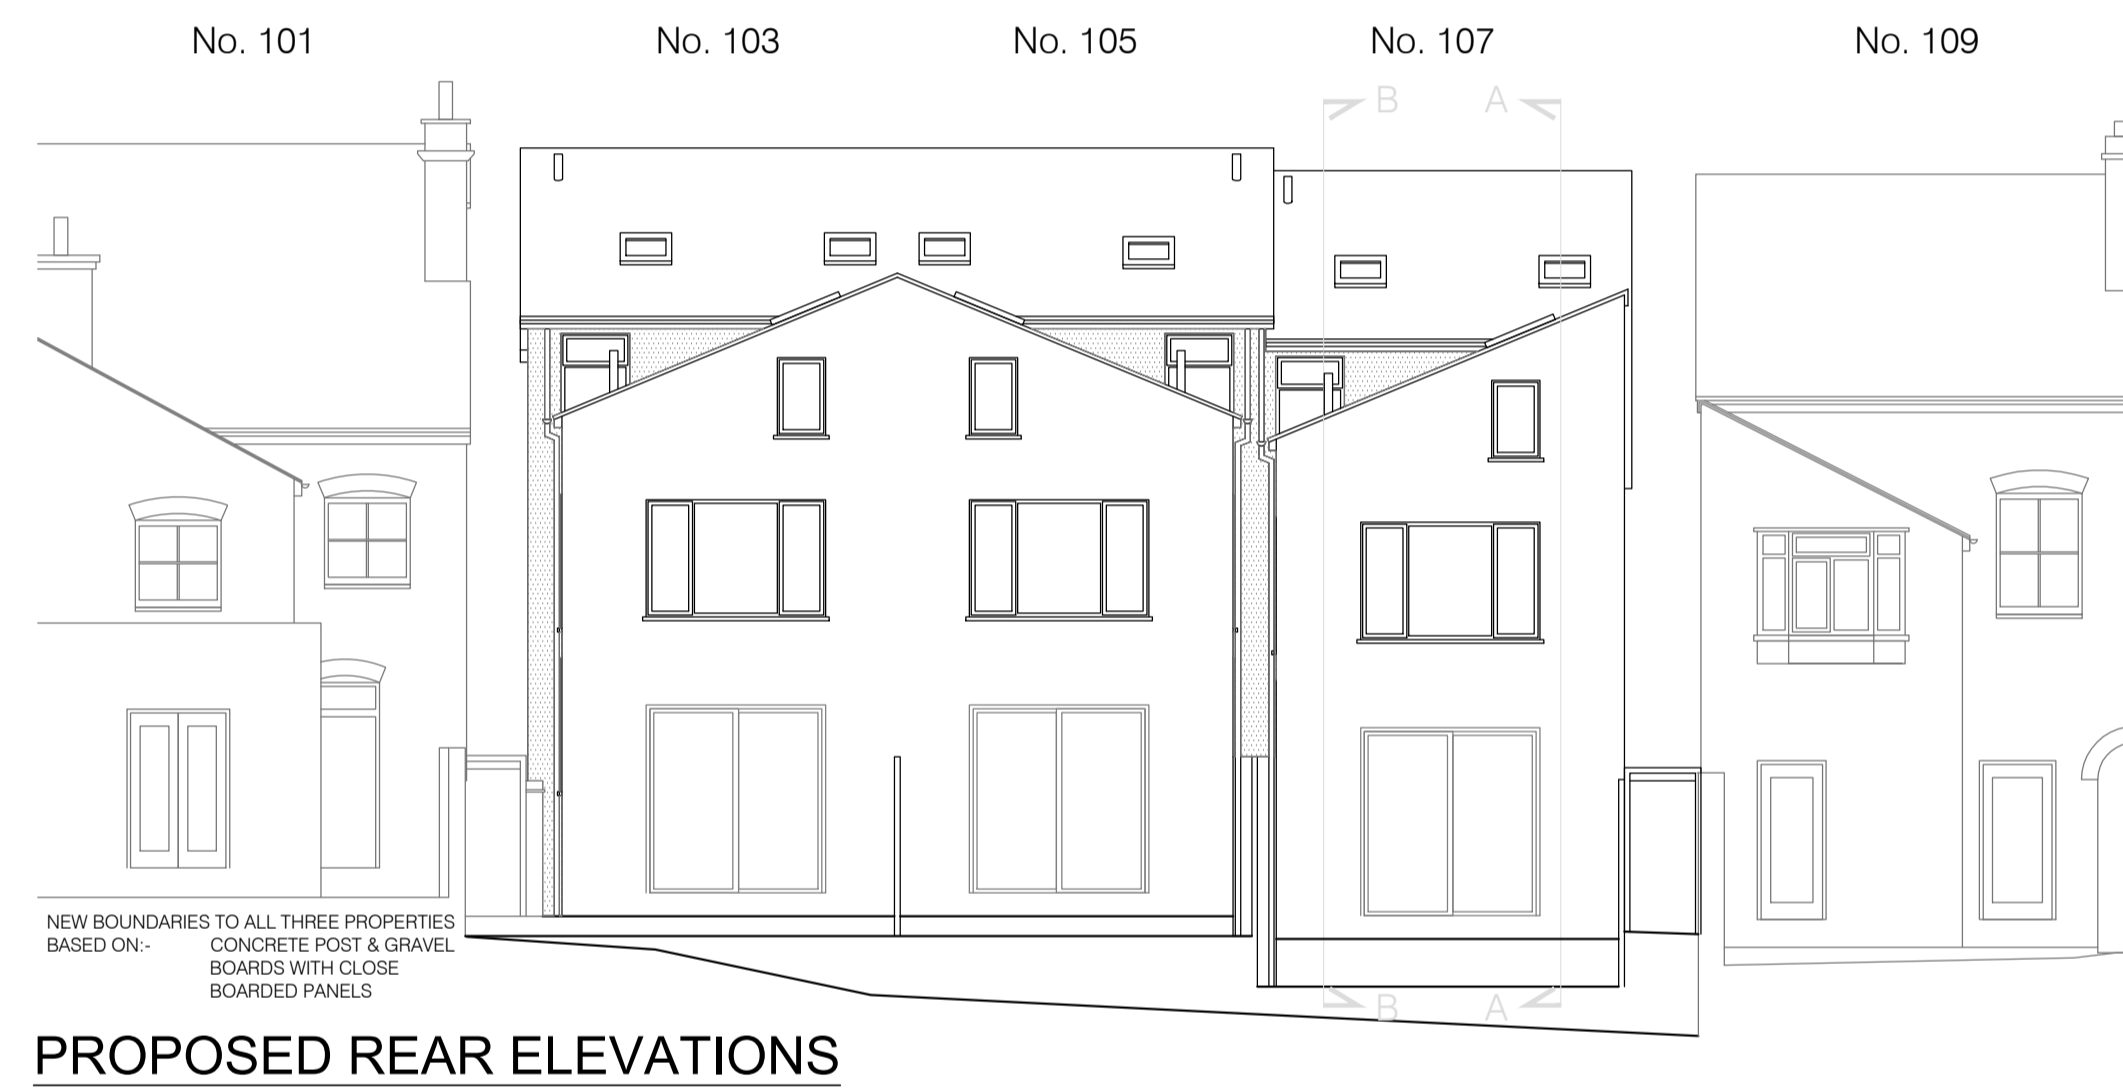 No. 101 No. 103 No. 105 No. 107 No. 109
B A
NEW BOUNDARIES TO ALL THREE PROPERTIES
BASED ON:- CONCRETE POST & GRAVEL
BOARDS WITH CLOSE
BOARDED PANELS
B A
PROPOSED REAR ELEVATIONS